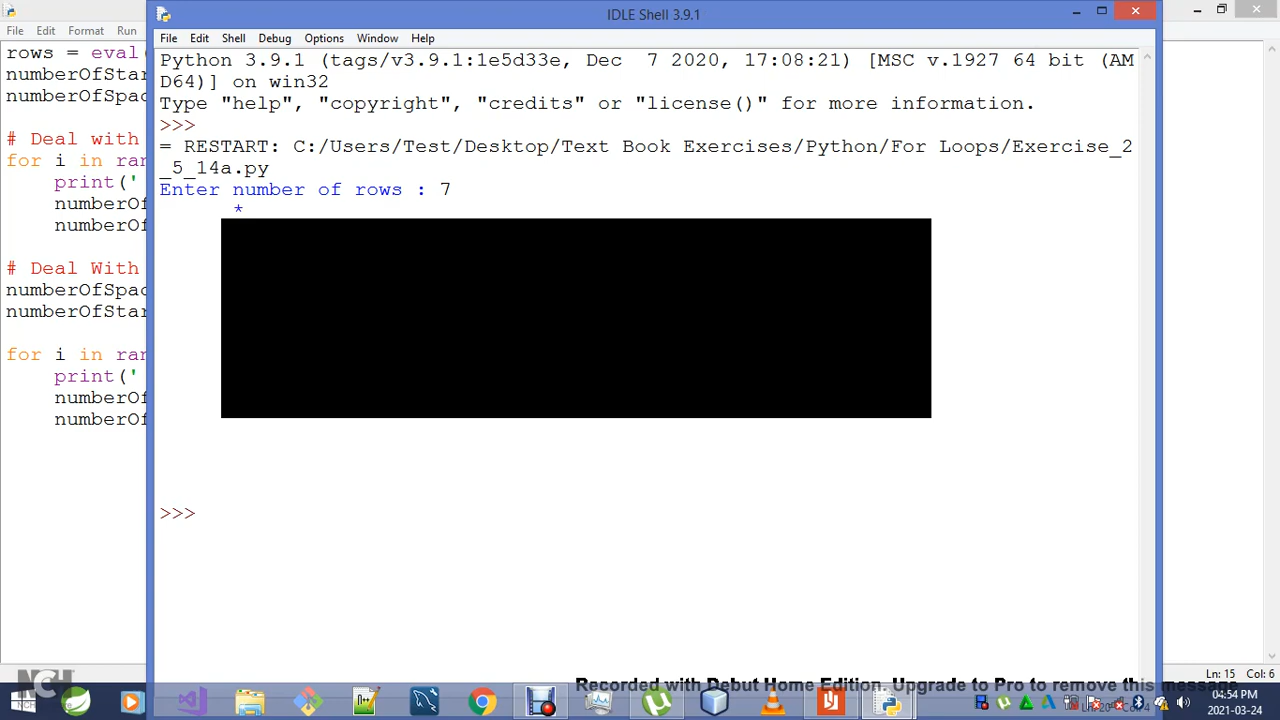 IDLE Shell 3.9.1
File Edit Format Run
File Edit Shell Debug Options Window Help
rows = eval
numberOfStar
numberOfSpac
# Deal with
for i in ran
print('
numberOf
numberOf
# Deal With
numberOfSpac
numberOfStar
for i in ran
print('
numberOf
numberOf
Python 3.9.1 (tags/v3.9.1:1e5d33e, Dec 7 2020, 17:08:21) [MSC v.1927 64 bit (AM
D64)] on win32
Type "help", "copyright", "credits" or "license()" for more information.
>>>
= RESTART: C:/Users/Test/Desktop/Text Book Exercises/Python/For Loops/Exercise_2
_5_14a.py
Enter number of rows : 7
*
>>>
Ln: 15 Col: 6
NCH
Recorded with Debut Home Edition. Upgrade to Pro to remove this message.
04:54 PM
2021-03-24